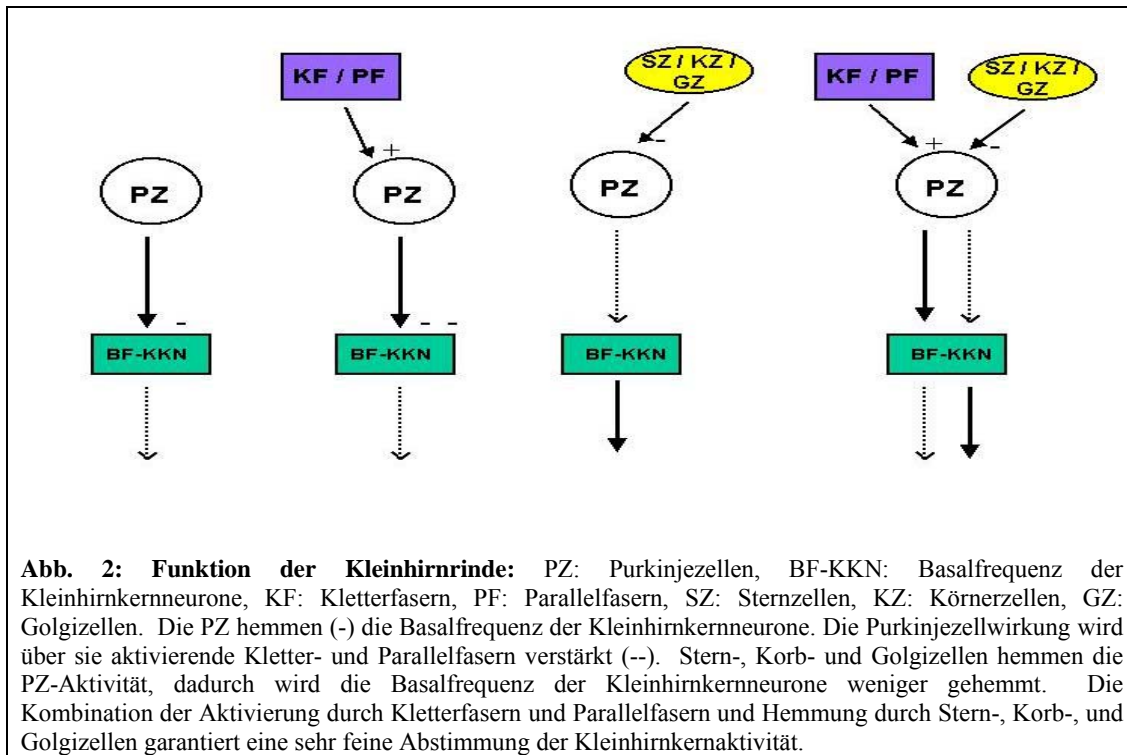 KF / PF
SZ / KZ /
GZ
KF / PF
SZ / KZ /
GZ
+
-
+
-
PZ
PZ
PZ
PZ
-
- -
BF-KKN
BF-KKN
BF-KKN
BF-KKN
Abb. 2: Funktion der Kleinhirnrinde: PZ: Purkinjezellen, BF-KKN: Basalfrequenz der
Kleinhirnkernneurone, KF: Kletterfasern, PF: Parallelfasern, SZ: Sternzellen, KZ: Körnerzellen, GZ:
Golgizellen. Die PZ hemmen (-) die Basalfrequenz der Kleinhirnkernneurone. Die Purkinjezellwirkung wird
über sie aktivierende Kletter- und Parallelfasern verstärkt (--). Stern-, Korb- und Golgizellen hemmen die
PZ-Aktivität, dadurch wird die Basalfrequenz der Kleinhirnkernneurone weniger gehemmt. Die
Kombination der Aktivierung durch Kletterfasern und Parallelfasern und Hemmung durch Stern-, Korb-, und
Golgizellen garantiert eine sehr feine Abstimmung der Kleinhirnkernaktivität.